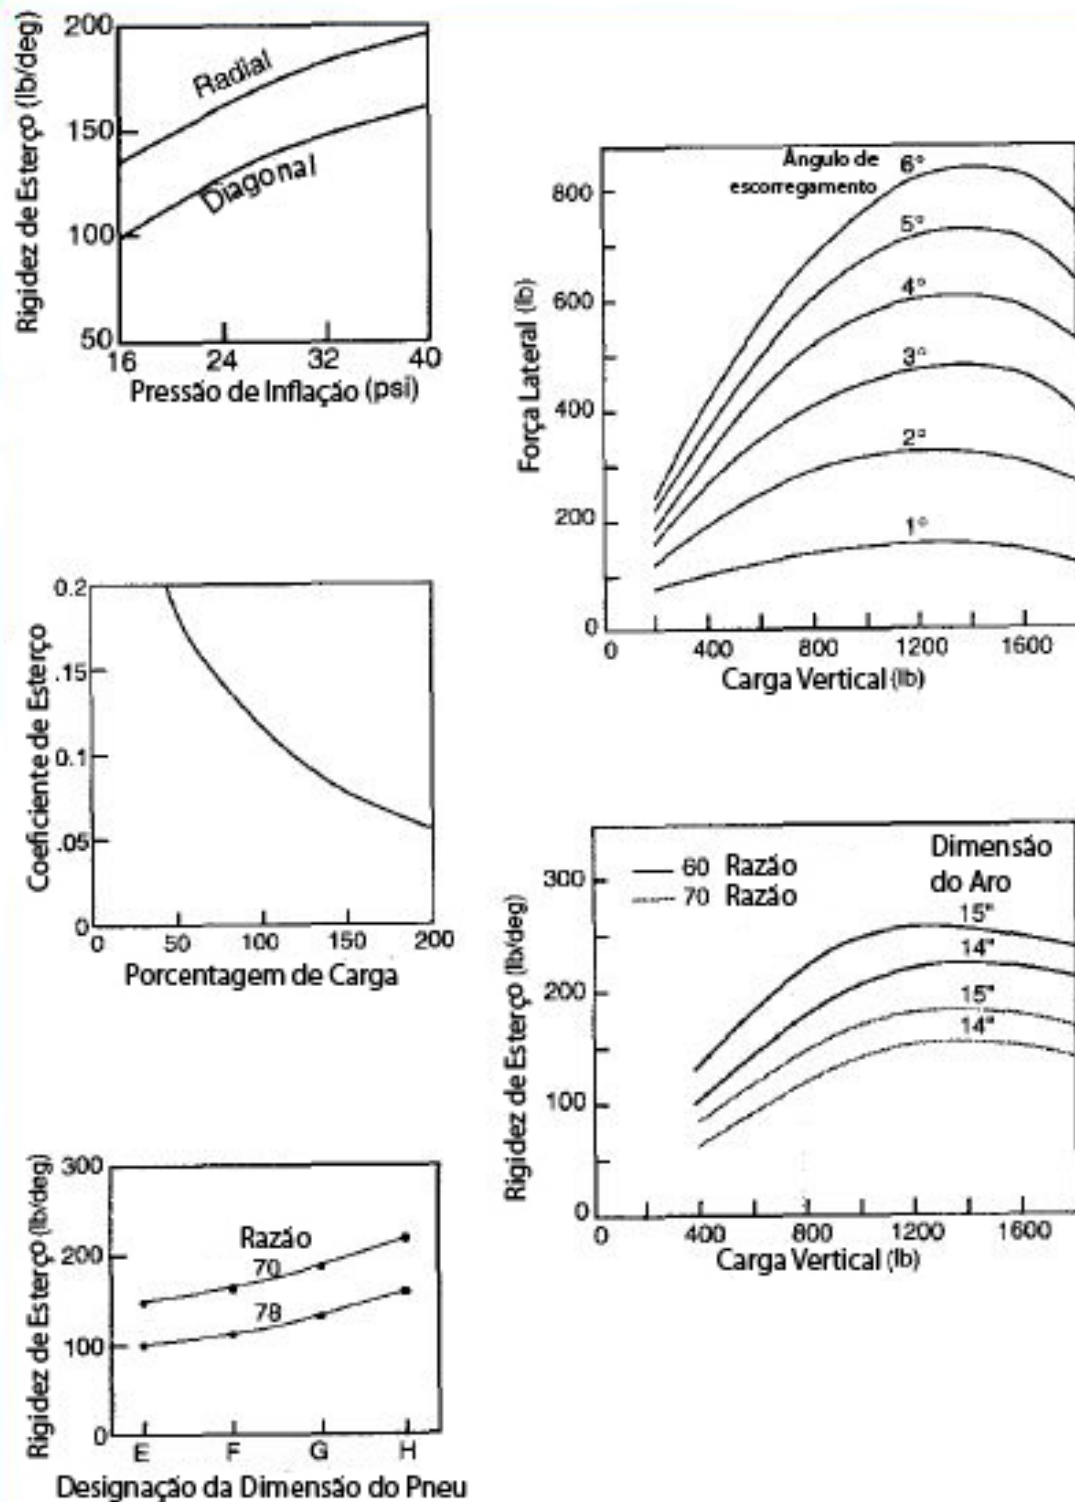 Rigidez de Esterço (lb/deg)
200
150
100
50
Radial
Diagonal
16 24 32 40
Pressão de Inflação (psi)
Força Lateral (lb)
800
600
400
200
0
Ângulo de
escorregamento
6°
5°
4°
3°
2°
1°
0 400 800 1200 1600
Carga Vertical (lb)
Coeficiente de Esterço
0.2
.15
0.1
.05
0
0 50 100 150 200
Porcentagem de Carga
Rigidez de Esterço (lb/deg)
300
200
100
0
60 Razão
70 Razão
Dimensão
do Aro
15"
14"
15"
14"
0 400 800 1200 1600
Carga Vertical (lb)
Rigidez de Esterço (lb/deg)
300
200
100
0
Razão
70
78
E F G H
Designação da Dimensão do Pneu